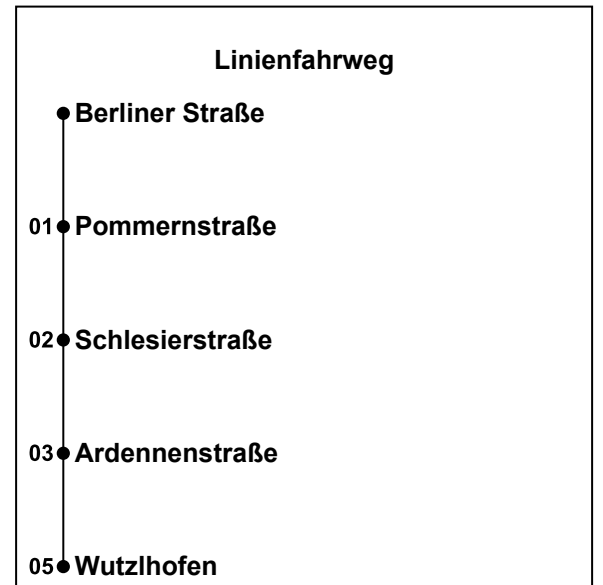 Linienfahrweg
Berliner Straße
01 Pommernstraße
02 Schlesierstraße
03 Ardennenstraße
05 Wutzlhofen